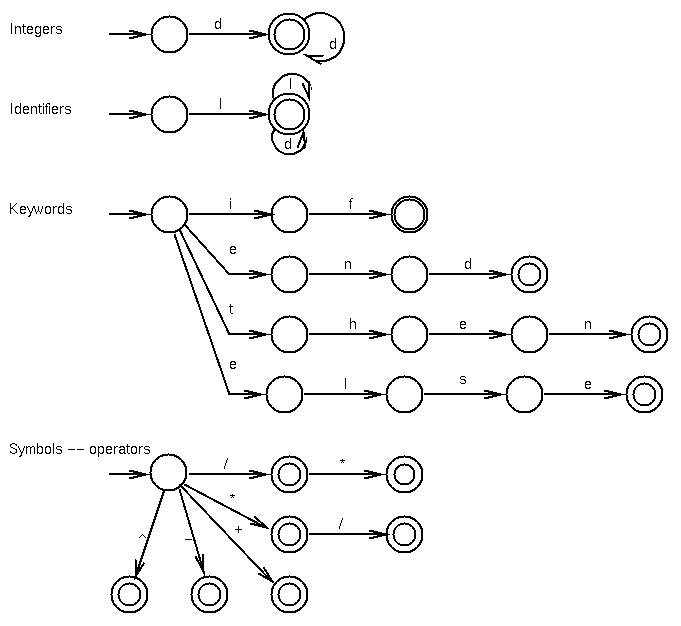 Integers
d
d
Identifiers
l
l
d
Keywords
i
f
e
n
d
t
h
e
n
e
l
s
e
Symbols -- operators
/
*
*
/
+
^
-